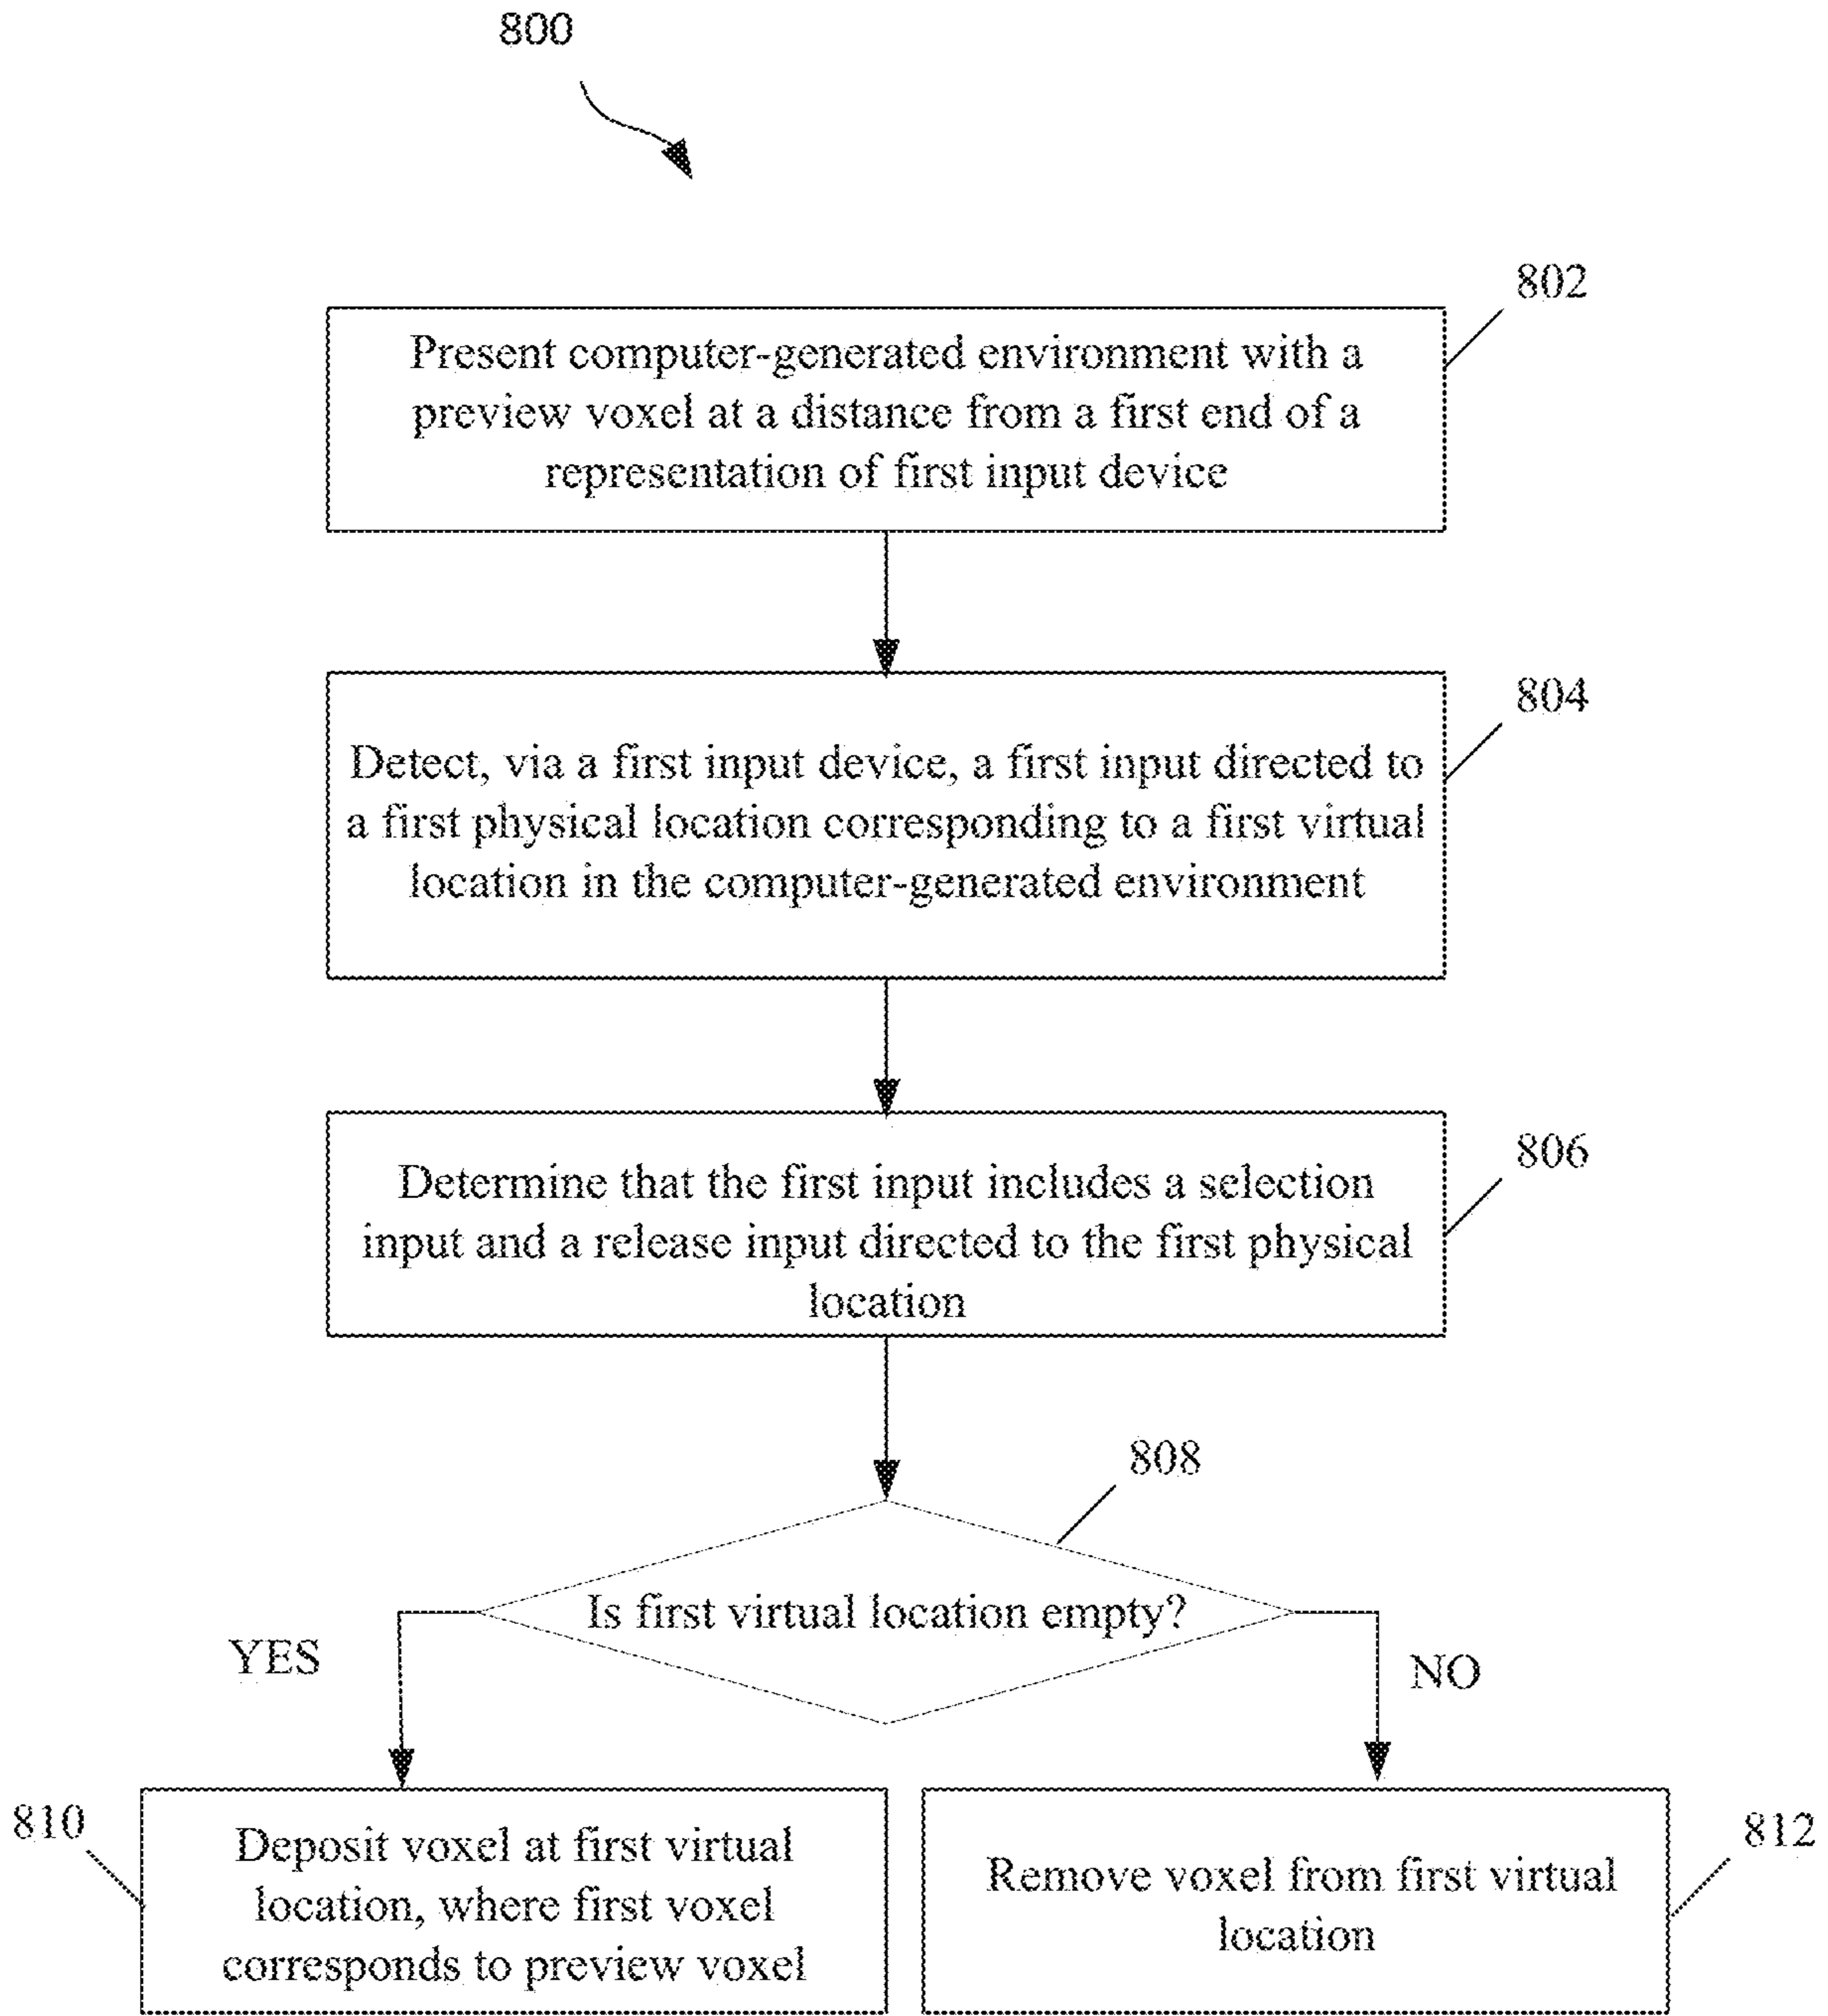 800
802
Present computer-generated environment with a
preview voxel at a distance from a first end of a
representation of first input device
804
Detect, via a first input device, a first input directed to
a first physical location corresponding to a first virtual
location in the computer-generated environment
806
Determine that the first input includes a selection
input and a release input directed to the first physical
location
808
Is first virtual location empty?
YES
NO
810
Deposit voxel at first virtual
location, where first voxel
corresponds to preview voxel
812
Remove voxel from first virtual
location